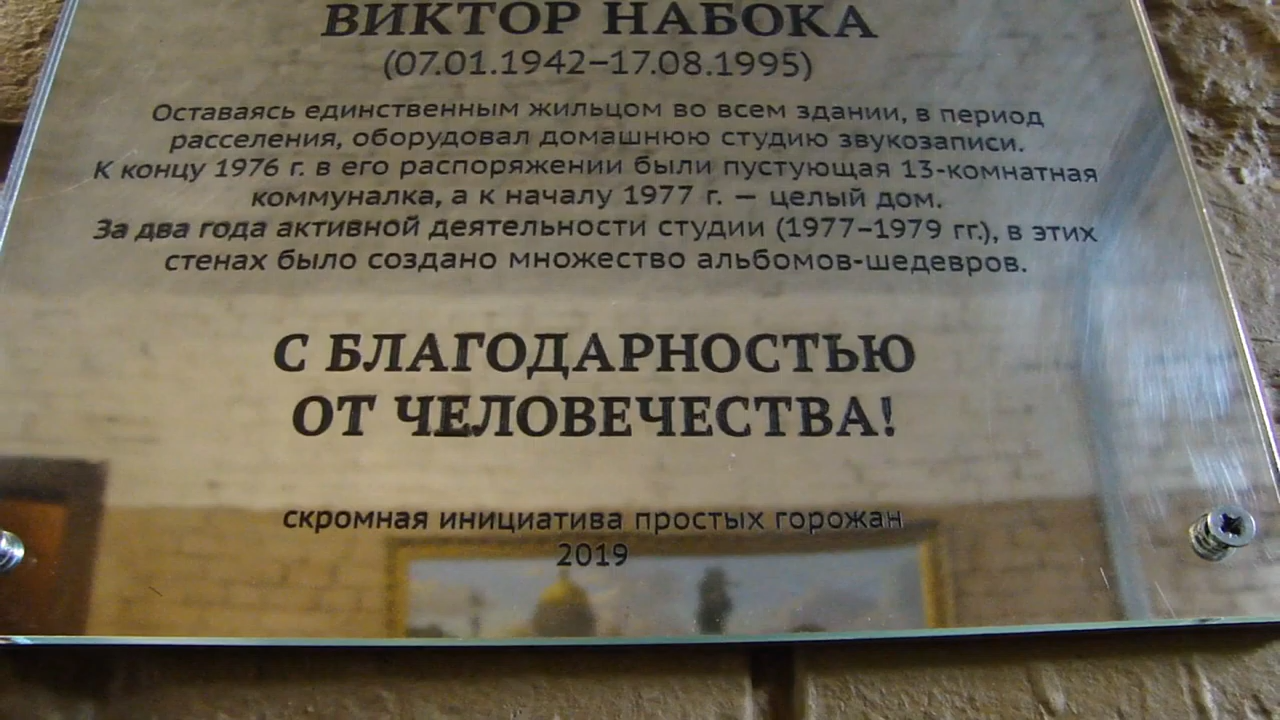 ВИКТОР НАБОКА
(07.01.1942–17.08.1995)
Оставаясь единственным жильцом во всем здании, в период
расселения, оборудовал домашнюю студию звукозаписи.
К концу 1976 г. в его распоряжении были пустующая 13-комнатная
коммуналка, а к началу 1977 г. — целый дом.
За два года активной деятельности студии (1977–1979 гг.), в этих
стенах было создано множество альбомов-шедевров.
С БЛАГОДАРНОСТЬЮ
ОТ ЧЕЛОВЕЧЕСТВА!
скромная инициатива простых горожан
2019